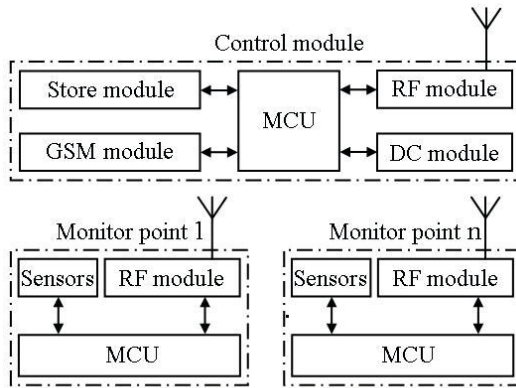 Control module
Store module
RF module
MCU
GSM module
DC module
Monitor point 1
Monitor point n
Sensors
RF module
Sensors
RF module
MCU
MCU